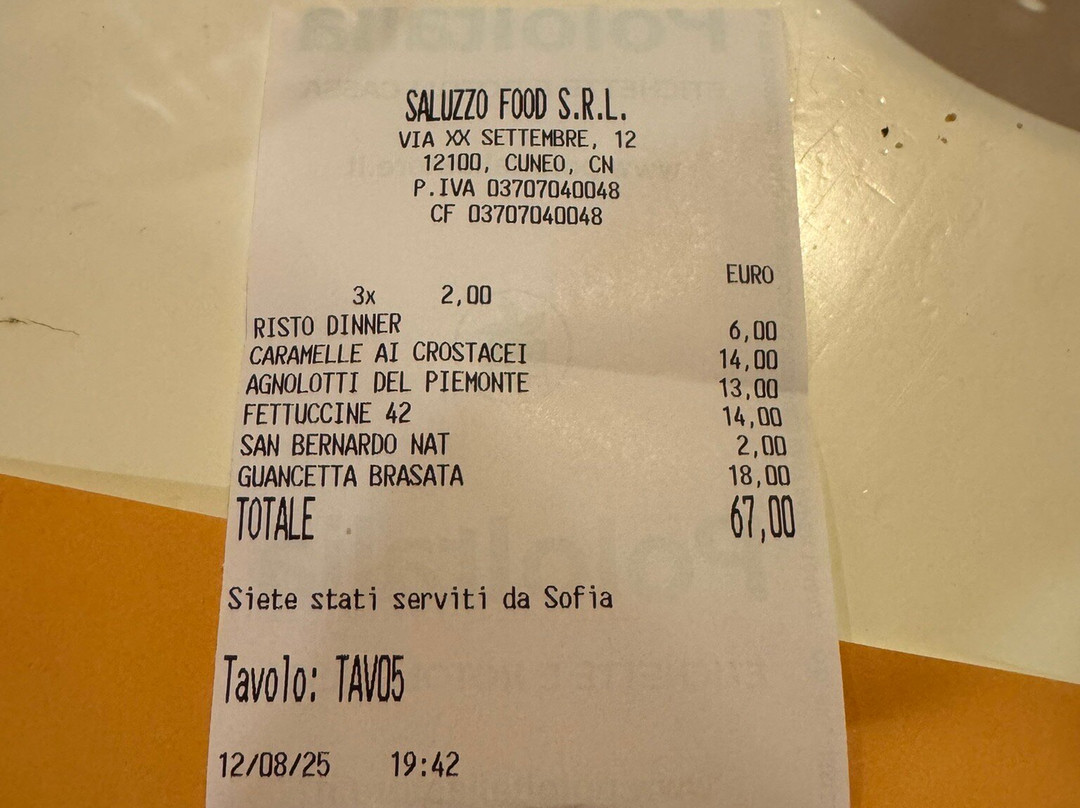 SALUZZO FOOD S.R.L.
VIA XX SETTEMBRE, 12
12100, CUNEO, CN
P.IVA 03707040048
CF 03707040048
EURO
3x 2,00
RISTO DINNER 6,00
CARAMELLE AI CROSTACEI 14,00
AGNOLOTTI DEL PIEMONTE 13,00
FETTUCCINE 42 14,00
SAN BERNARDO NAT 2,00
GUANCETTA BRASATA 18,00
TOTALE 67,00
Siete stati serviti da Sofia
Tavolo: TAV05
12/08/25 19:42